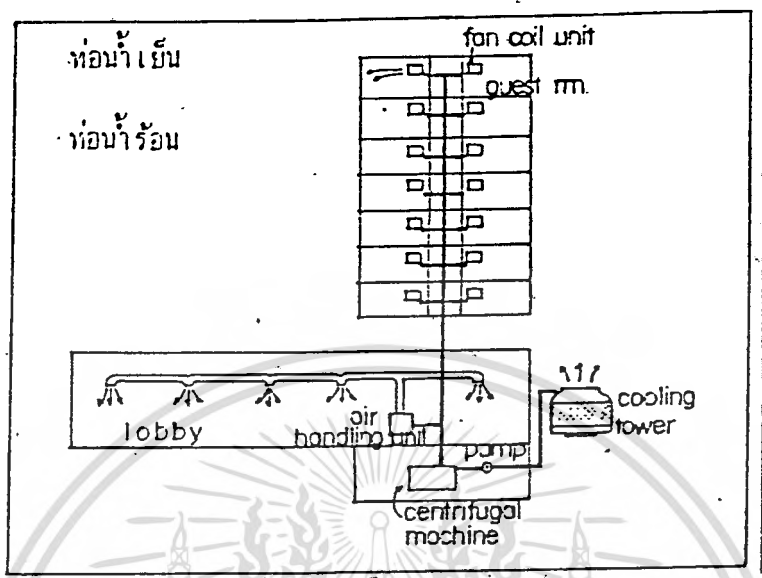 ท่อน้ำเย็น
fan coil unit
guest rm.
ท่อน้ำร้อน
lobby
air
handling unit
pump
cooling
tower
centrifugal
machine